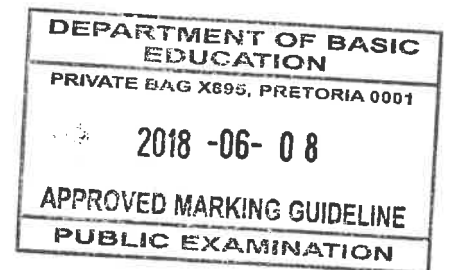 DEPARTMENT OF BASIC
EDUCATION
PRIVATE BAG X895, PRETORIA 0001
2018 -06- 08
APPROVED MARKING GUIDELINE
PUBLIC EXAMINATION